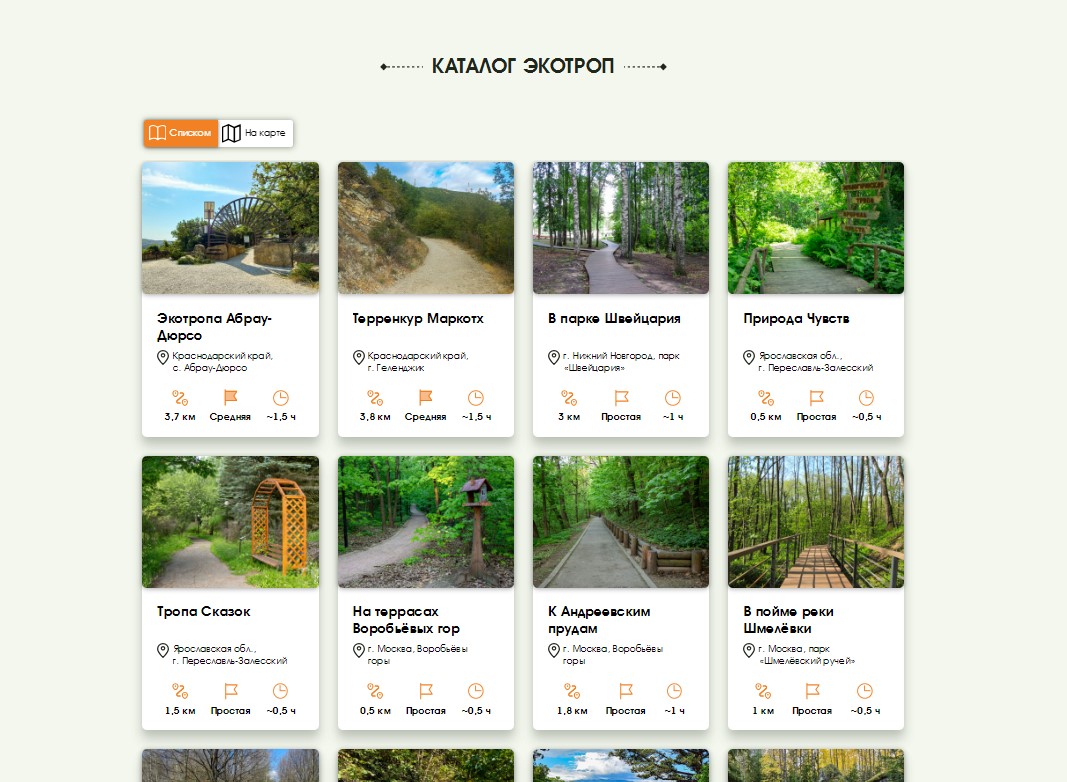 КАТАЛОГ ЭКОТРОП
Списком
На карте
Экотропа Абрау-
Дюрсо
Краснодарский край,
с. Абрау-Дюрсо
3,7 км
Средняя
~1,5 ч
Терренкур Маркотх
Краснодарский край,
г. Геленджик
3,8 км
Средняя
~1,5 ч
В парке Швейцария
г. Нижний Новгород, парк
«Швейцария»
3 км
Простая
~1 ч
Природа Чувств
Ярославская обл.,
г. Переславль-Залесский
0,5 км
Простая
~0,5 ч
Тропа Сказок
Ярославская обл.,
г. Переславль-Залесский
1,5 км
Простая
~0,5 ч
На террасах
Воробьёвых гор
г. Москва, Воробьёвы
горы
0,5 км
Простая
~0,5 ч
К Андреевским
прудам
г. Москва, Воробьёвы
горы
1,8 км
Простая
~1 ч
В пойме реки
Шмелёвки
г. Москва, парк
«Шмелёвский ручей»
1 км
Простая
~0,5 ч